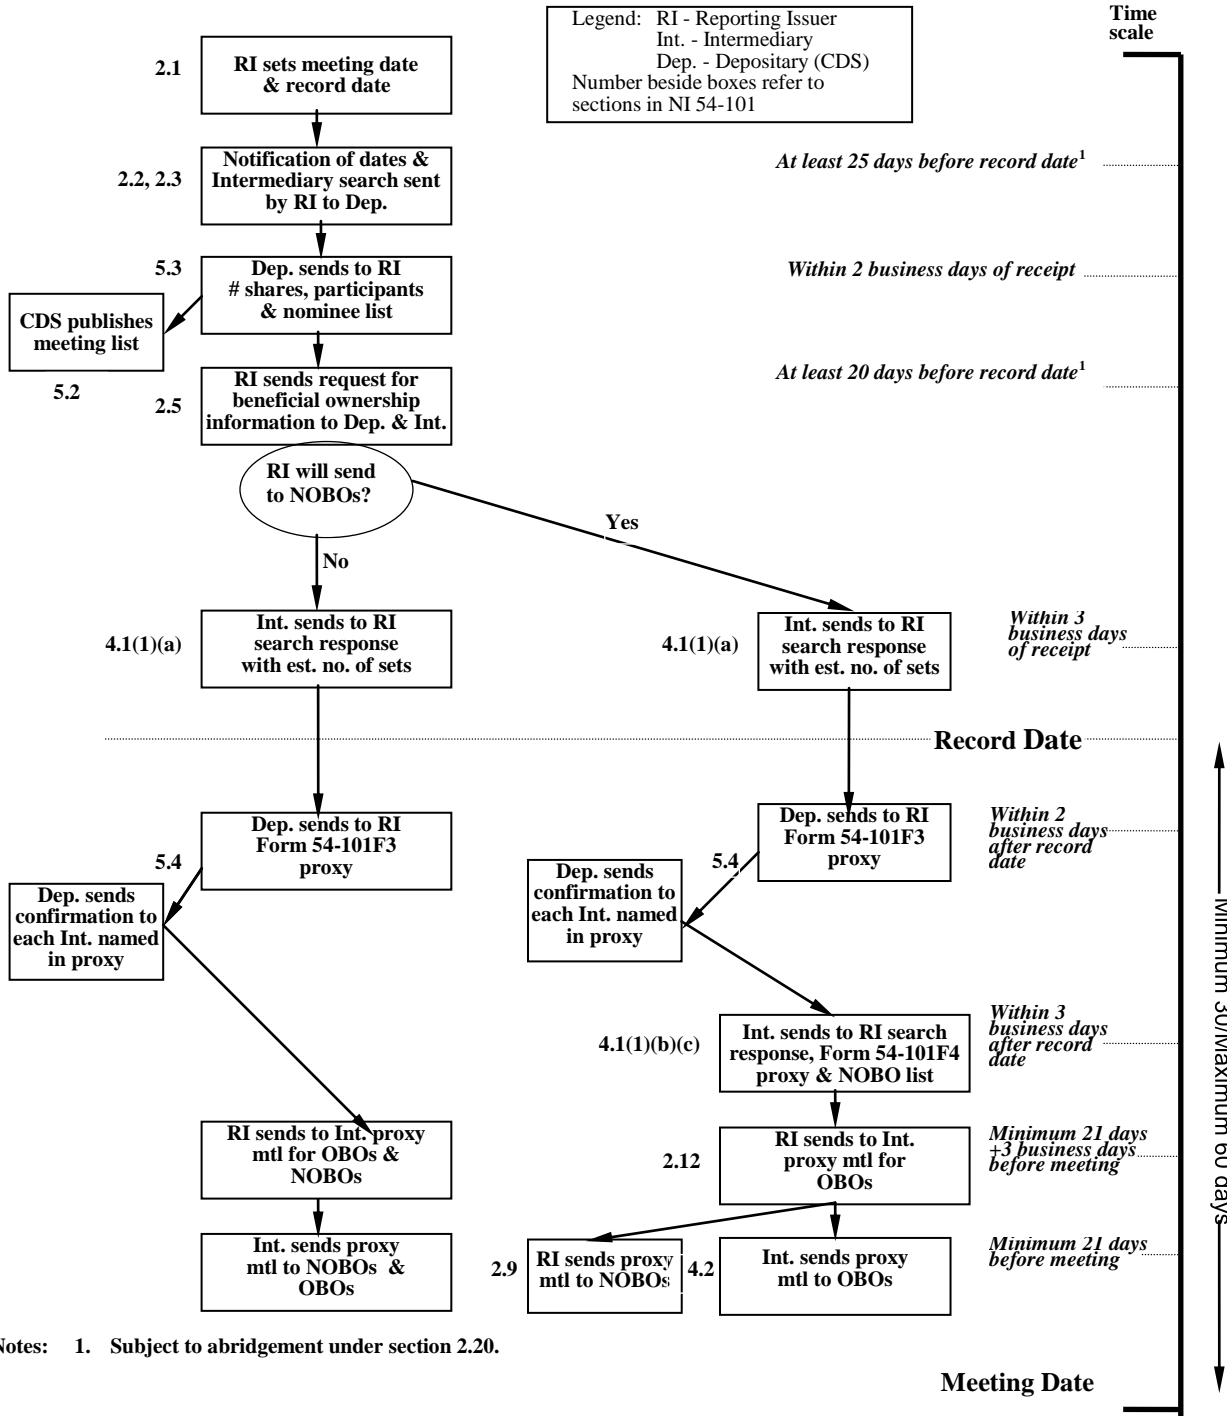 Legend: RI - Reporting Issuer
Int. - Intermediary
Dep. - Depositary (CDS)
Number beside boxes refer to
sections in NI 54-101
Time
scale
2.1
RI sets meeting date
& record date
2.2, 2.3
Notification of dates &
Intermediary search sent
by RI to Dep.
At least 25 days before record date1
5.3
Dep. sends to RI
# shares, participants
& nominee list
Within 2 business days of receipt
CDS publishes
meeting list
5.2
2.5
RI sends request for
beneficial ownership
information to Dep. & Int.
At least 20 days before record date1
RI will send
to NOBOs?
Yes
No
4.1(1)(a)
Int. sends to RI
search response
with est. no. of sets
4.1(1)(a)
Int. sends to RI
search response
with est. no. of sets
Within 3
business days
of receipt
Record Date
Dep. sends to RI
Form 54-101F3
proxy
5.4
Dep. sends
confirmation to
each Int. named
in proxy
Dep. sends to RI
Form 54-101F3
proxy
5.4
Dep. sends
confirmation to
each Int. named
in proxy
Within 2
business days
after record
date
4.1(1)(b)(c)
Int. sends to RI search
response, Form 54-101F4
proxy & NOBO list
Within 3
business days
after record
date
RI sends to Int. proxy
mtl for OBOs &
NOBOs
2.12
RI sends to Int.
proxy mtl for
OBOs
Minimum 21 days
+3 business days
before meeting
Int. sends proxy
mtl to NOBOs &
OBOs
2.9
RI sends proxy
mtl to NOBOs
4.2
Int. sends proxy
mtl to OBOs
Minimum 21 days
before meeting
Minimum 30/Maximum 60 days
Notes: 1. Subject to abridgement under section 2.20.
Meeting Date